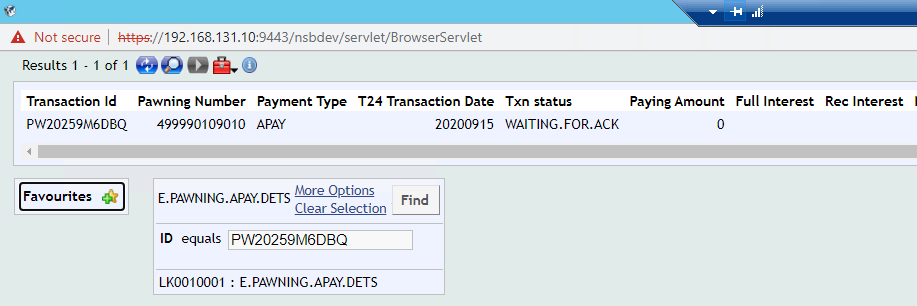 Not secure | https://192.168.131.10:9443/nsbdev/servlet/BrowserServlet
Results 1 - 1 of 1
Transaction Id Pawning Number Payment Type T24 Transaction Date Txn status Paying Amount Full Interest Rec Interest
PW20259M6DBQ 499990109010 APAY 20200915 WAITING.FOR.ACK 0
Favourites
E.PAWNING.APAY.DETS More Options Find
Clear Selection
ID equals PW20259M6DBQ
LK0010001 : E.PAWNING.APAY.DETS